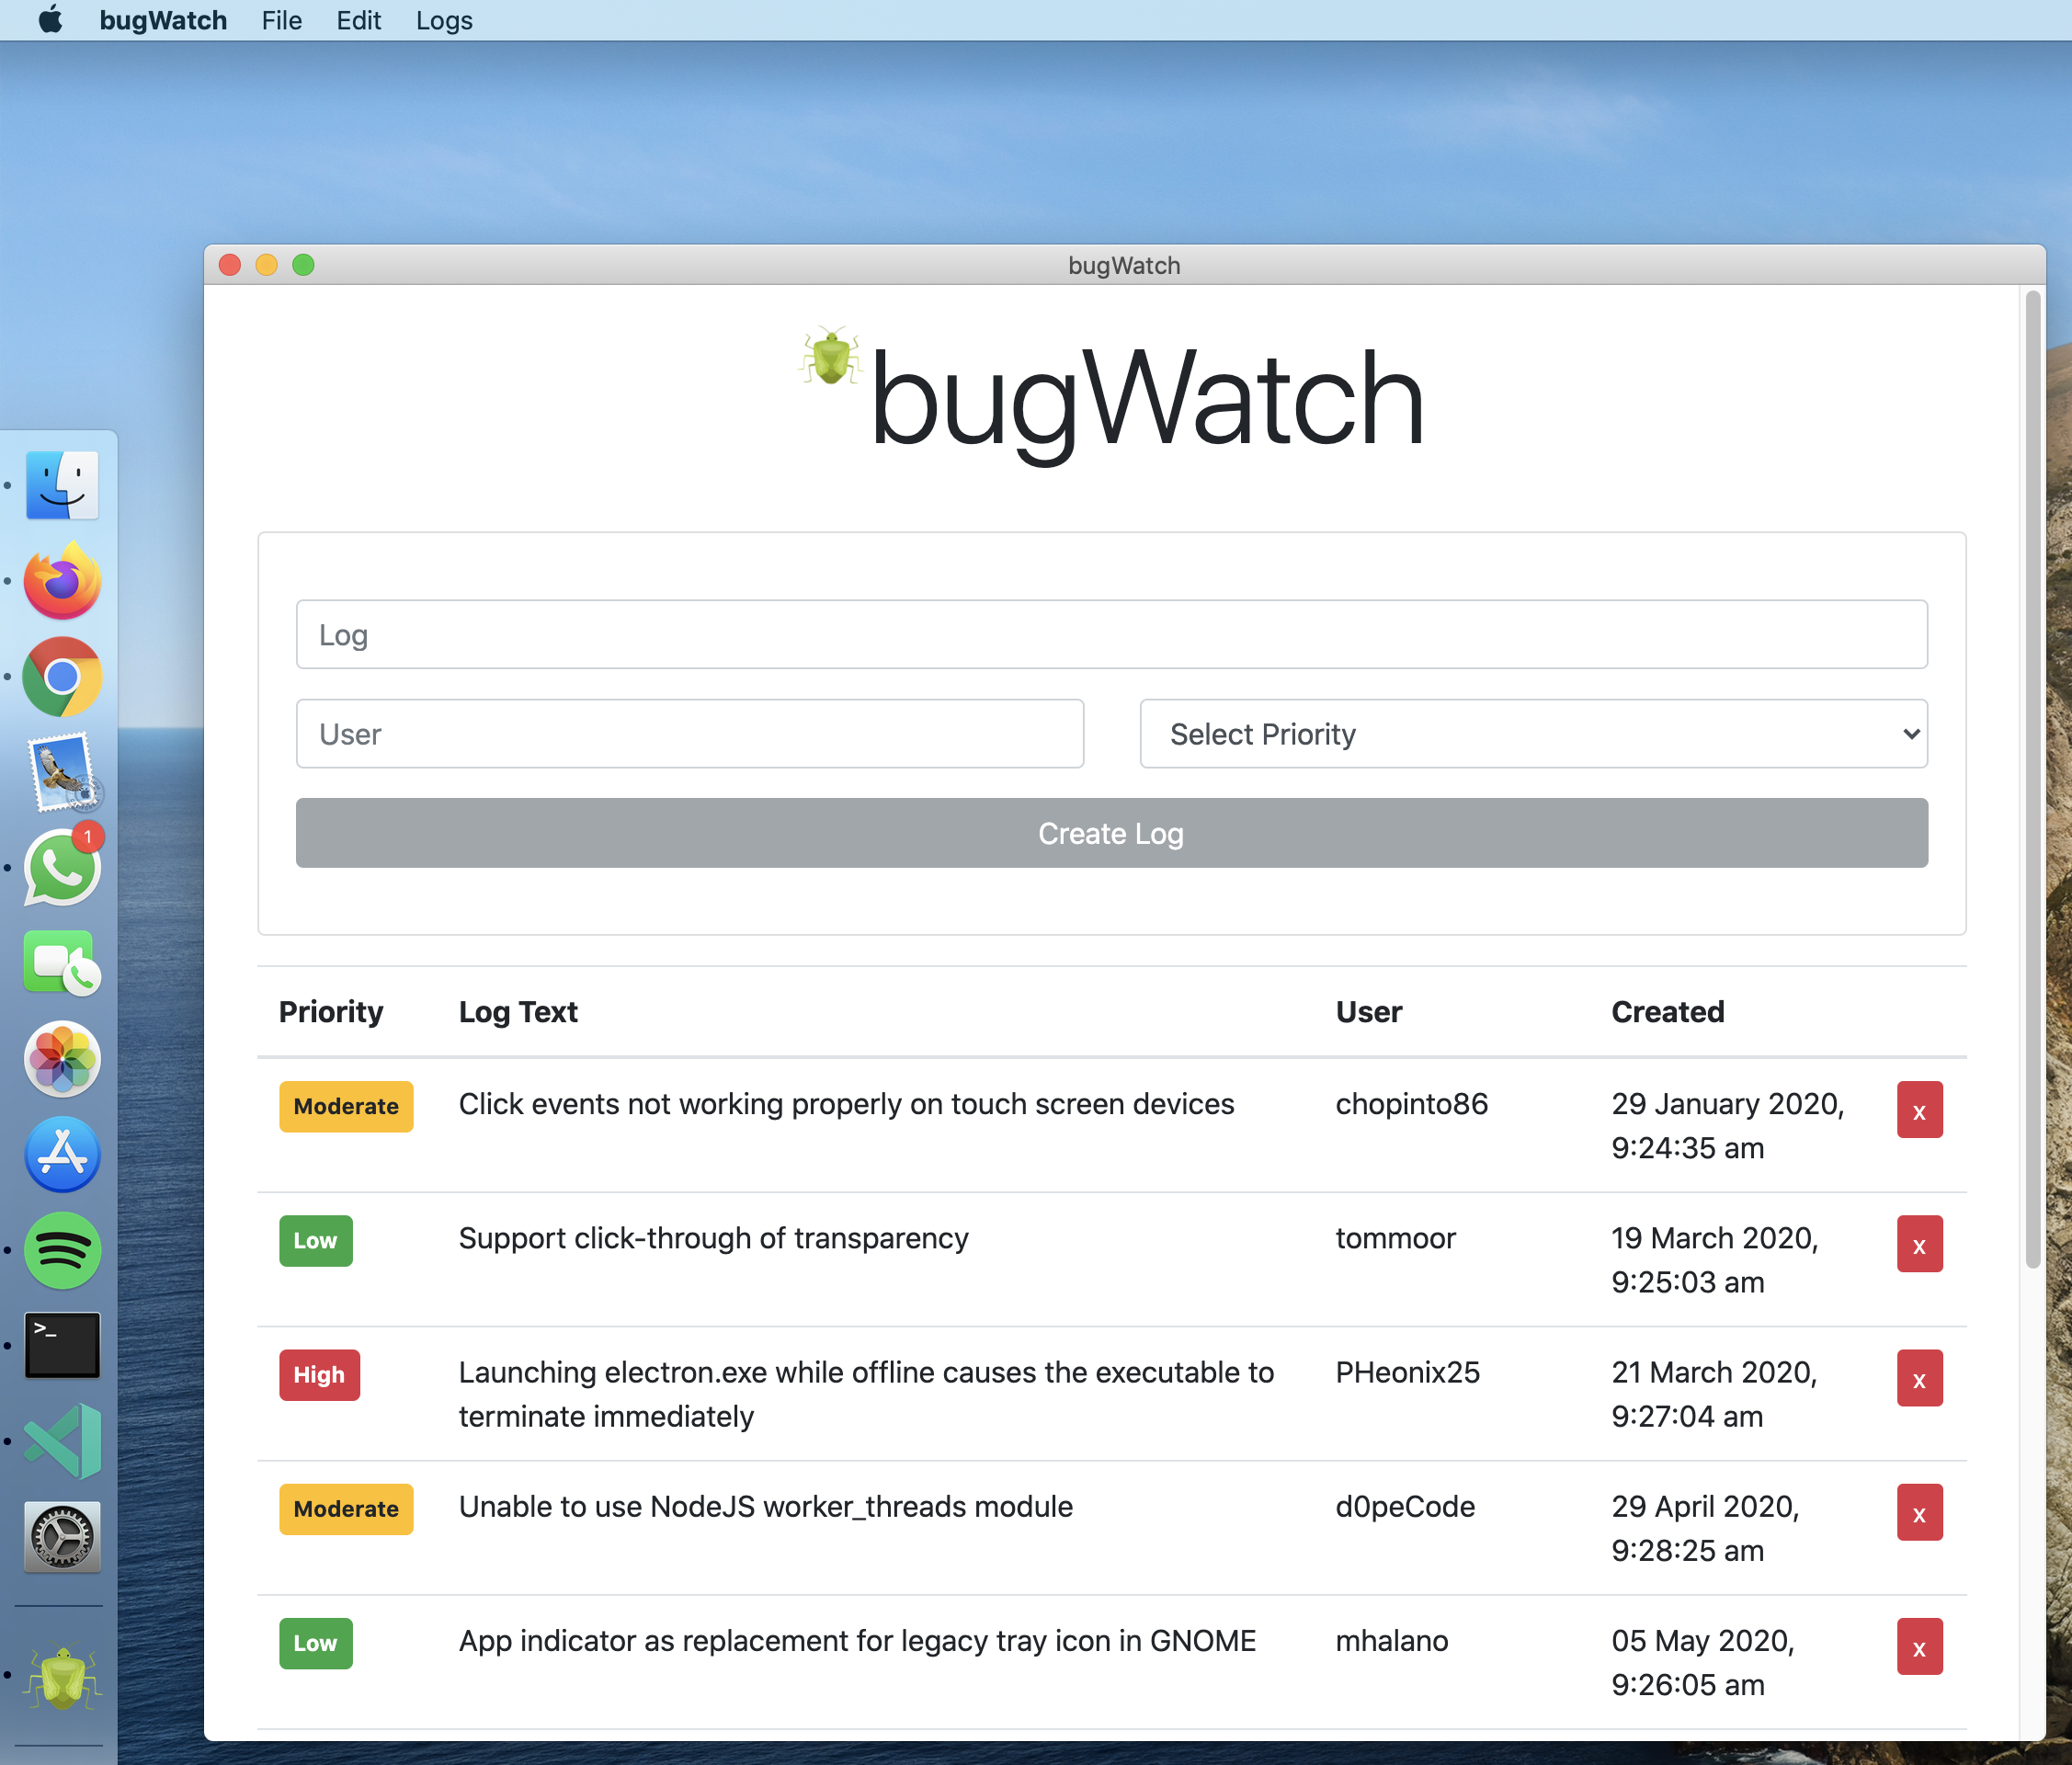 bugWatch File Edit Logs
bugWatch
bugWatch
Log
User Select Priority
Create Log
Priority Log Text User Created
Moderate Click events not working properly on touch screen devices chopinto86 29 January 2020, x
9:24:35 am
Low Support click-through of transparency tommoor 19 March 2020, x
9:25:03 am
High Launching electron.exe while offline causes the executable to PHeonix25 21 March 2020, x
terminate immediately 9:27:04 am
Moderate Unable to use NodeJS worker_threads module d0peCode 29 April 2020, x
9:28:25 am
Low App indicator as replacement for legacy tray icon in GNOME mhalano 05 May 2020, x
9:26:05 am
1
>_